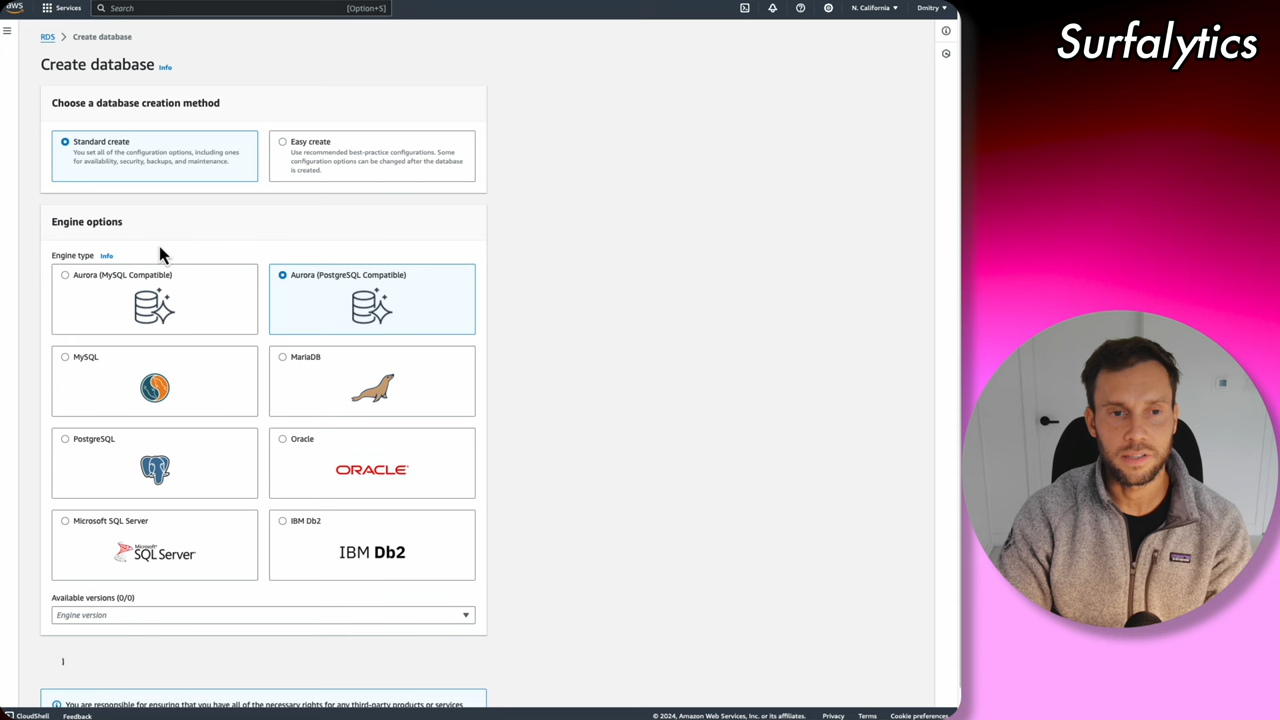 aws
Services
Search
[Option+S]
N. California
Dmitry
RDS > Create database
Create database Info
Choose a database creation method
Standard create
You set all of the configuration options, including ones
for availability, security, backups, and maintenance.
Easy create
Use recommended best-practice configurations. Some
configuration options can be changed after the database
is created.
Engine options
Engine type Info
Aurora (MySQL Compatible)
Aurora (PostgreSQL Compatible)
MySQL
MariaDB
PostgreSQL
Oracle
ORACLE
Microsoft SQL Server
Microsoft
SQL Server
IBM Db2
IBM Db2
Available versions (0/0)
Engine version
]
You are responsible for ensuring that you have all of the necessary rights for any third-party products or services
CloudShell
Feedback
© 2024, Amazon Web Services, Inc. or its affiliates.
Privacy
Terms
Cookie preferences
Surfalytics